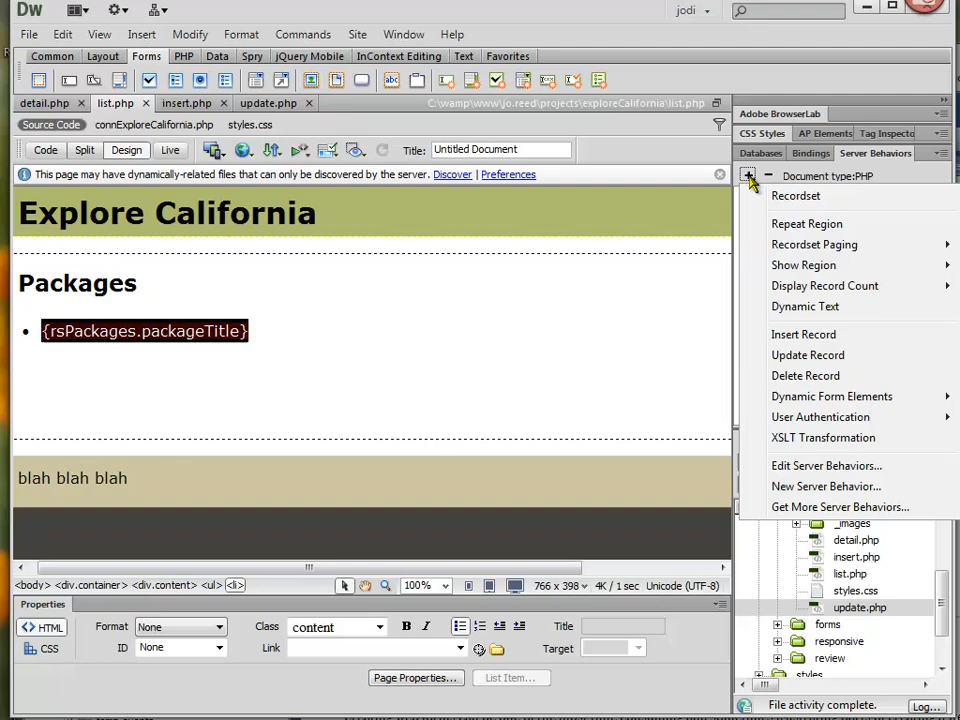 Dw jodi
File Edit View Insert Modify Format Commands Site Window Help
Common Layout Forms PHP Data Spry jQuery Mobile InContext Editing Text Favorites
detail.php list.php insert.php update.php C:\wamp\www\jo.reed\projects\exploreCalifornia\list.php
Source Code connExploreCalifornia.php styles.css
Code Split Design Live Title: Untitled Document
This page may have dynamically-related files that can only be discovered by the server. Discover | Preferences
Explore California
Packages
{rsPackages.packageTitle}
blah blah blah
<body> <div.container> <div.content> <ul> <li> 100% 766 x 398 4K / 1 sec Unicode (UTF-8)
Properties
HTML Format None Class content B I Title
CSS ID None Link Target
Page Properties... List Item...
Adobe BrowserLab
CSS Styles AP Elements Tag Inspecto
Databases Bindings Server Behaviors
Document type:PHP
Recordset
Repeat Region
Recordset Paging
Show Region
Display Record Count
Dynamic Text
Insert Record
Update Record
Delete Record
Dynamic Form Elements
User Authentication
XSLT Transformation
Edit Server Behaviors...
New Server Behavior...
Get More Server Behaviors...
_images
detail.php
insert.php
list.php
styles.css
update.php
forms
responsive
review
styles
File activity complete. Log...